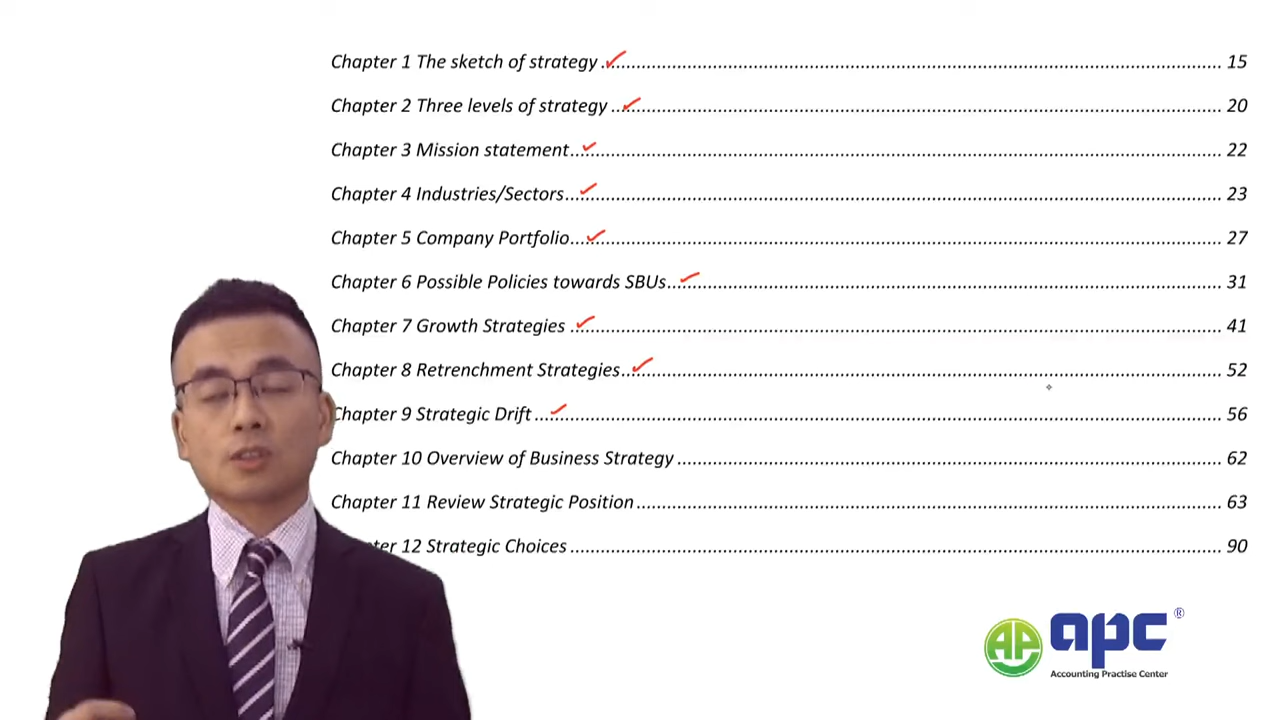 Chapter 1 The sketch of strategy ........ 15
Chapter 2 Three levels of strategy ........ 20
Chapter 3 Mission statement ........ 22
Chapter 4 Industries/Sectors ........ 23
Chapter 5 Company Portfolio ........ 27
Chapter 6 Possible Policies towards SBUs ........ 31
Chapter 7 Growth Strategies ........ 41
Chapter 8 Retrenchment Strategies ........ 52
Chapter 9 Strategic Drift ........ 56
Chapter 10 Overview of Business Strategy ........ 62
Chapter 11 Review Strategic Position ........ 63
ter 12 Strategic Choices ........ 90
AP apc ®
Accounting Practise Center